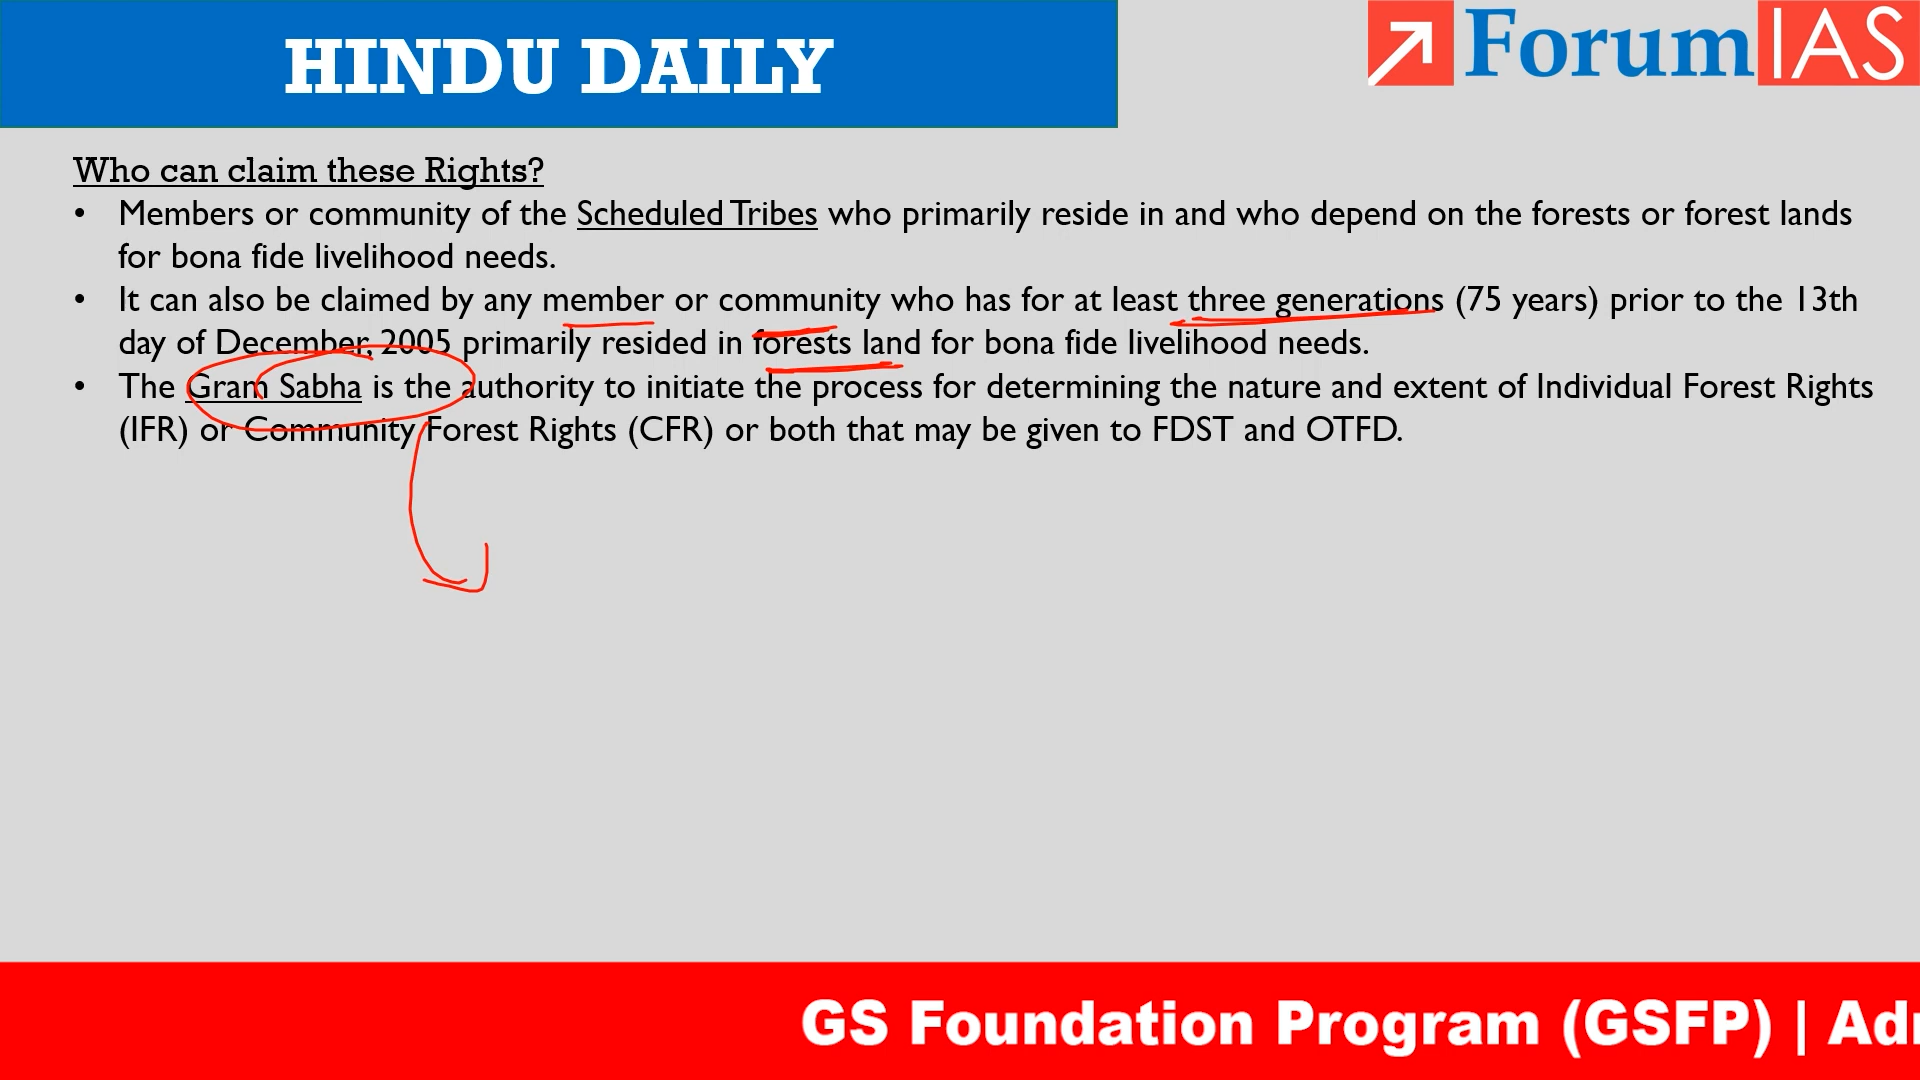 HINDU DAILY
Forum IAS
Who can claim these Rights?
• Members or community of the Scheduled Tribes who primarily reside in and who depend on the forests or forest lands
for bona fide livelihood needs.
• It can also be claimed by any member or community who has for at least three generations (75 years) prior to the 13th
day of December, 2005 primarily resided in forests land for bona fide livelihood needs.
• The Gram Sabha is the authority to initiate the process for determining the nature and extent of Individual Forest Rights
(IFR) or Community Forest Rights (CFR) or both that may be given to FDST and OTFD.
GS Foundation Program (GSFP) |